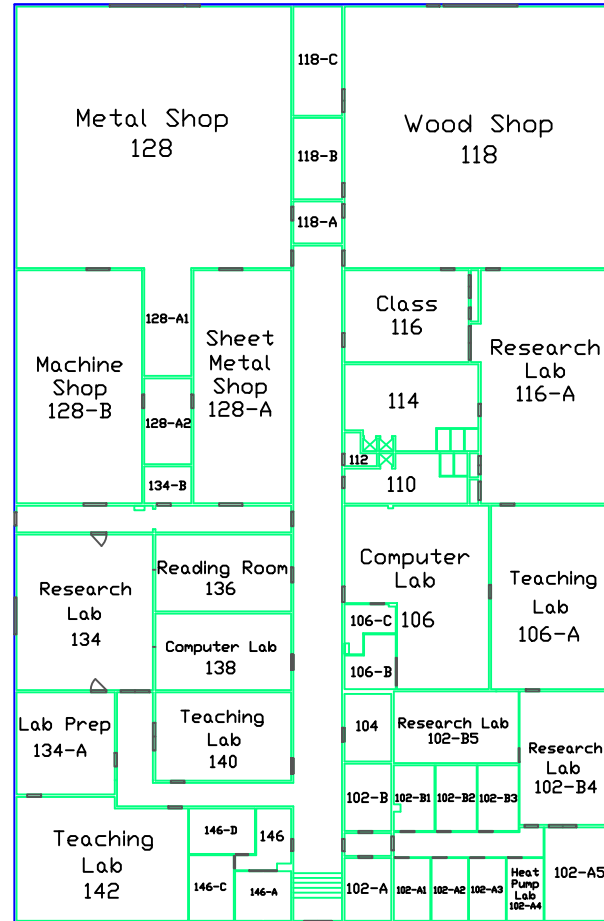 118-C
Metal Shop
128
Wood Shop
118
118-B
118-A
Class
116
128-A1
Sheet
Metal
Shop
128-A
Machine
Shop
128-B
Research
Lab
116-A
114
128-A2
112
134-B
110
Computer
Lab
106
Reading Room
136
Research
Lab
134
Teaching
Lab
106-A
106-C
Computer Lab
138
106-B
Teaching
Lab
140
Lab Prep
134-A
104
Research Lab
102-B5
Research
Lab
102-B4
102-B
102-B1
102-B2
102-B3
Teaching
Lab
142
146-D
146
146-C
146-A
102-A
102-A1
102-A2
102-A3
Heat
Pump
Lab
102-A4
102-A5